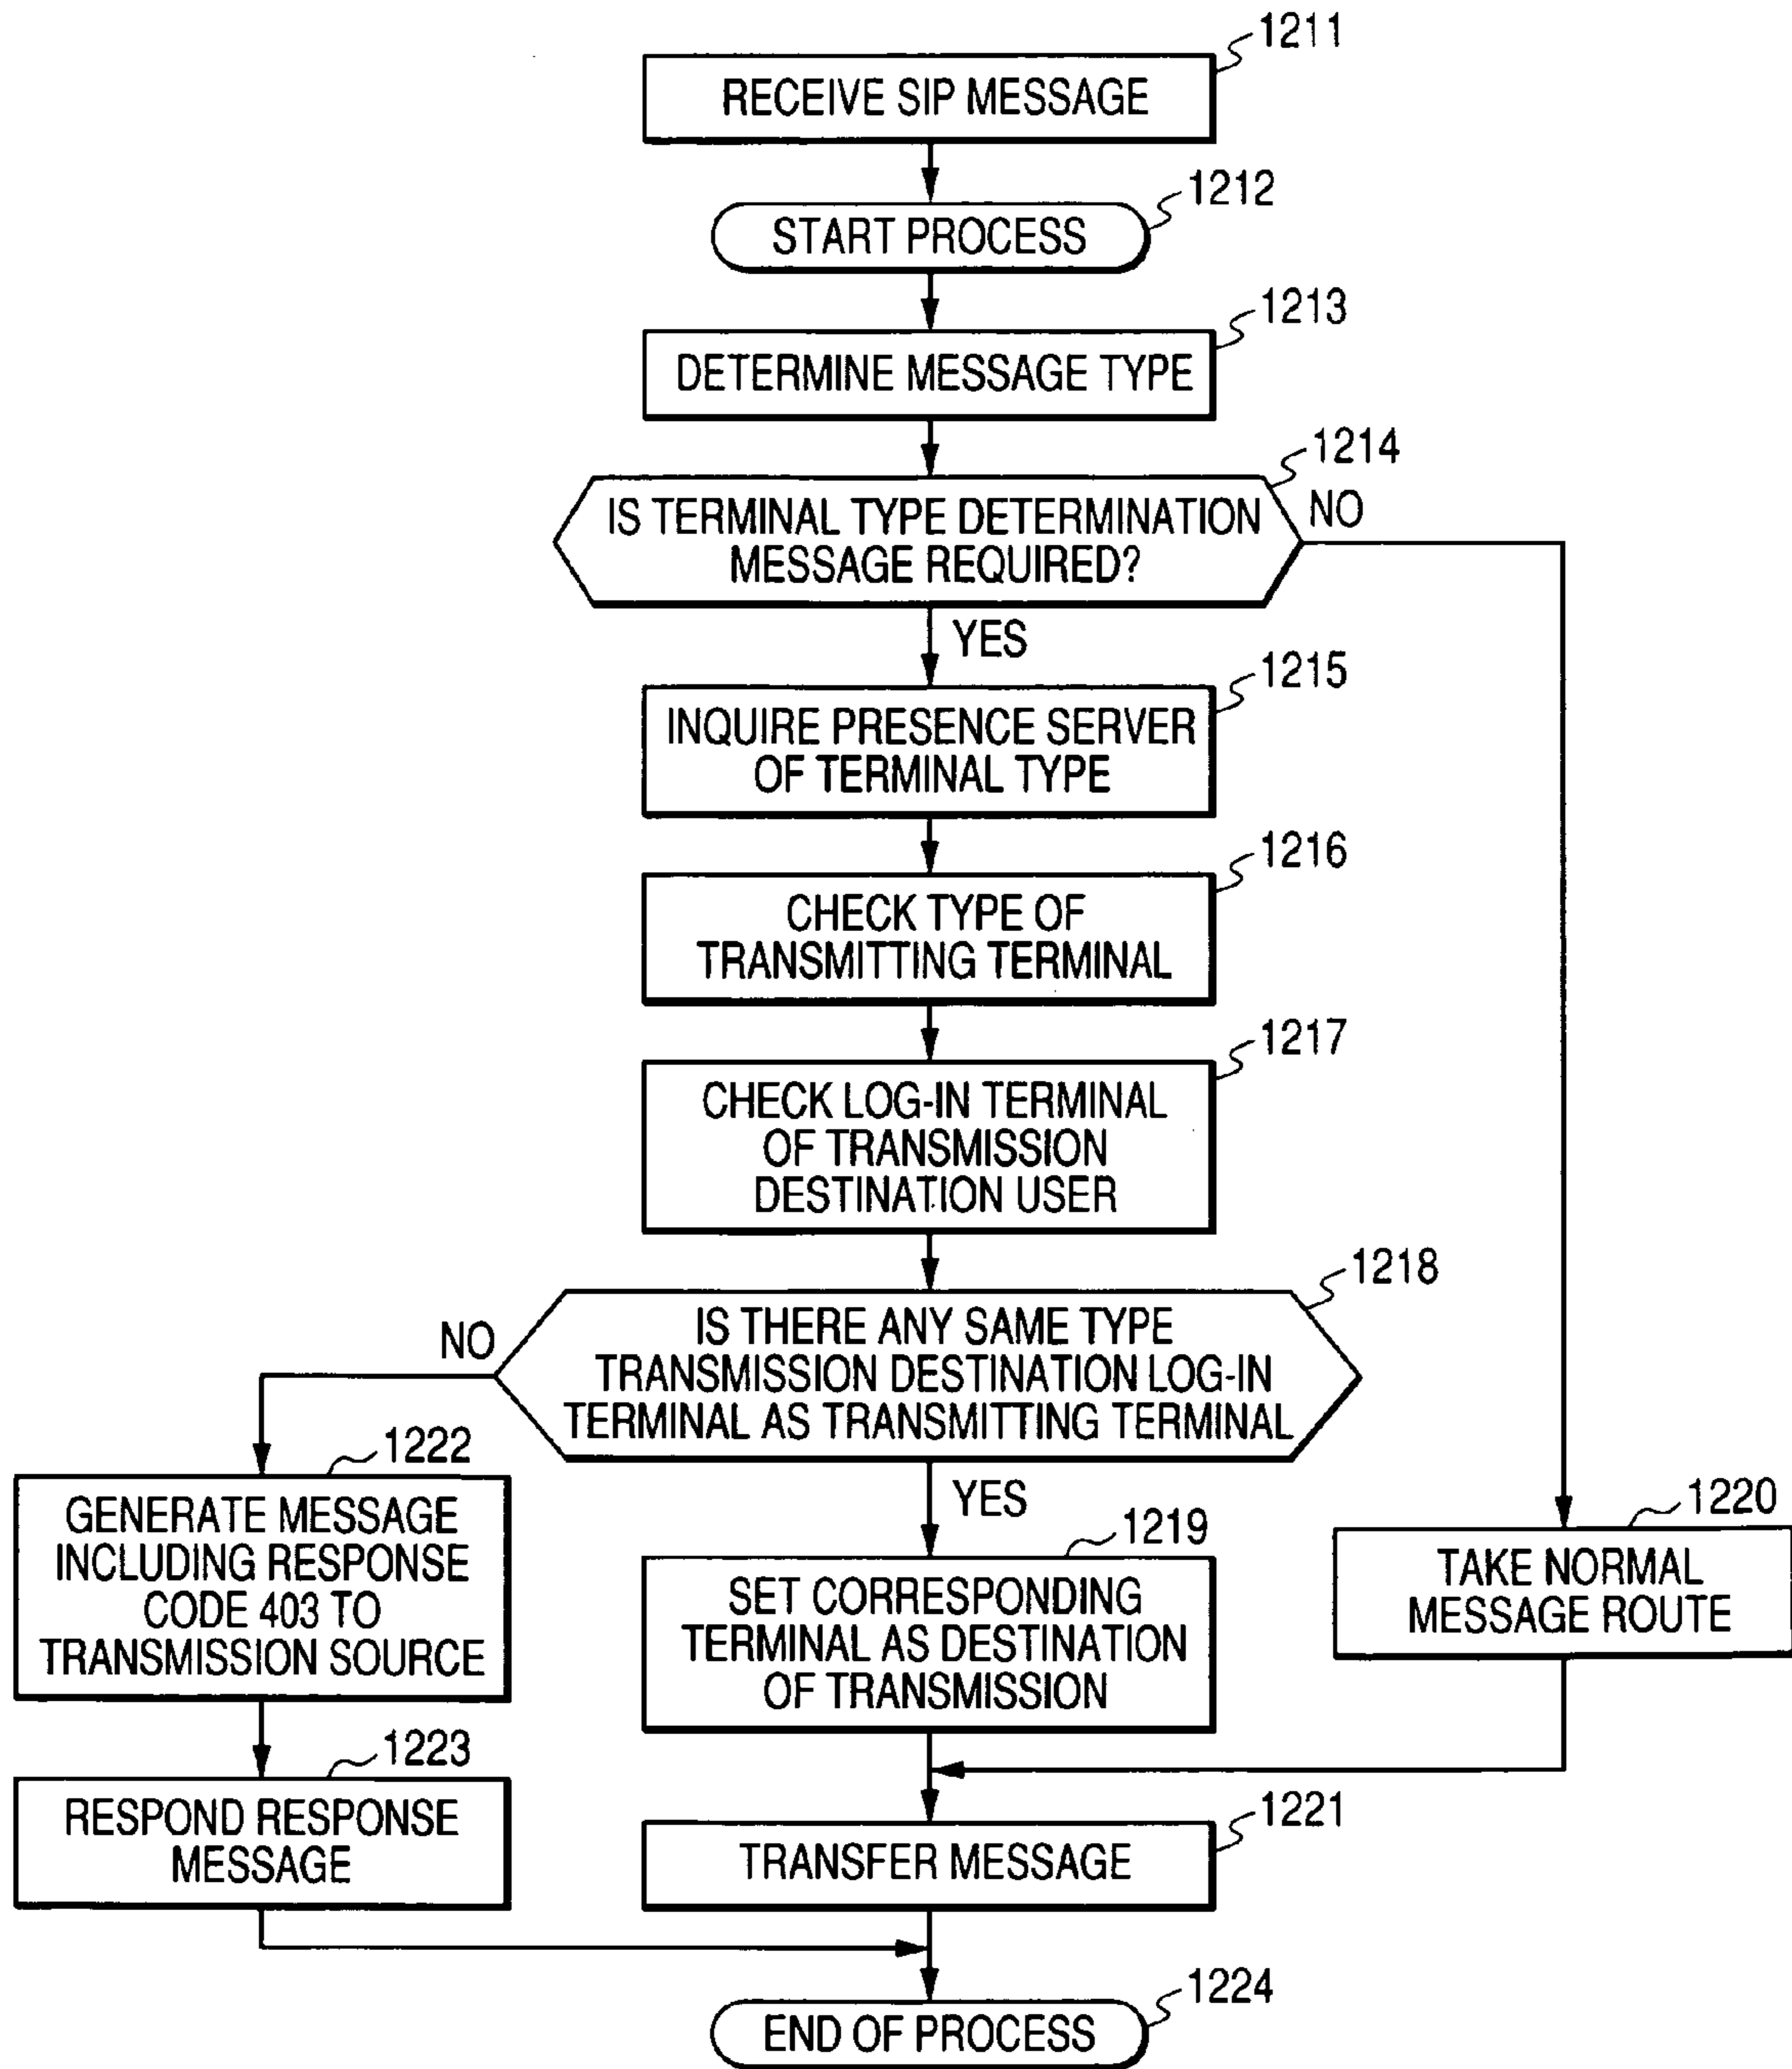 1211
RECEIVE SIP MESSAGE
1212
START PROCESS
1213
DETERMINE MESSAGE TYPE
1214
IS TERMINAL TYPE DETERMINATION
MESSAGE REQUIRED?
NO
YES
1215
INQUIRE PRESENCE SERVER
OF TERMINAL TYPE
1216
CHECK TYPE OF
TRANSMITTING TERMINAL
1217
CHECK LOG-IN TERMINAL
OF TRANSMISSION
DESTINATION USER
1218
IS THERE ANY SAME TYPE
TRANSMISSION DESTINATION LOG-IN
TERMINAL AS TRANSMITTING TERMINAL
NO
YES
1222
GENERATE MESSAGE
INCLUDING RESPONSE
CODE 403 TO
TRANSMISSION SOURCE
1219
SET CORRESPONDING
TERMINAL AS DESTINATION
OF TRANSMISSION
1220
TAKE NORMAL
MESSAGE ROUTE
1223
RESPOND RESPONSE
MESSAGE
1221
TRANSFER MESSAGE
1224
END OF PROCESS